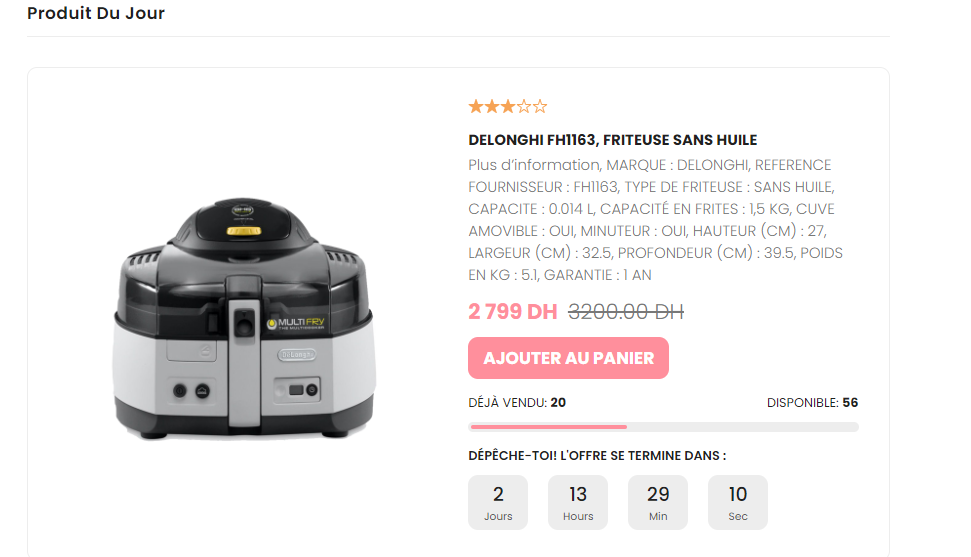 Produit Du Jour
DELONGHI FH1163, FRITEUSE SANS HUILE
Plus d'information, MARQUE : DELONGHI, REFERENCE
FOURNISSEUR : FH1163, TYPE DE FRITEUSE : SANS HUILE,
CAPACITE : 0.014 L, CAPACITÉ EN FRITES : 1,5 KG, CUVE
AMOVIBLE : OUI, MINUTEUR : OUI, HAUTEUR (CM) : 27,
LARGEUR (CM) : 32.5, PROFONDEUR (CM) : 39.5, POIDS
EN KG : 5.1, GARANTIE : 1 AN
2 799 DH 3200.00 DH
AJOUTER AU PANIER
DÉJÀ VENDU: 20 DISPONIBLE: 56
DÉPÊCHE-TOI! L'OFFRE SE TERMINE DANS :
2 13 29 10
Jours Hours Min Sec
MULTIFRY
THE MULTICOOKER
DeLonghi